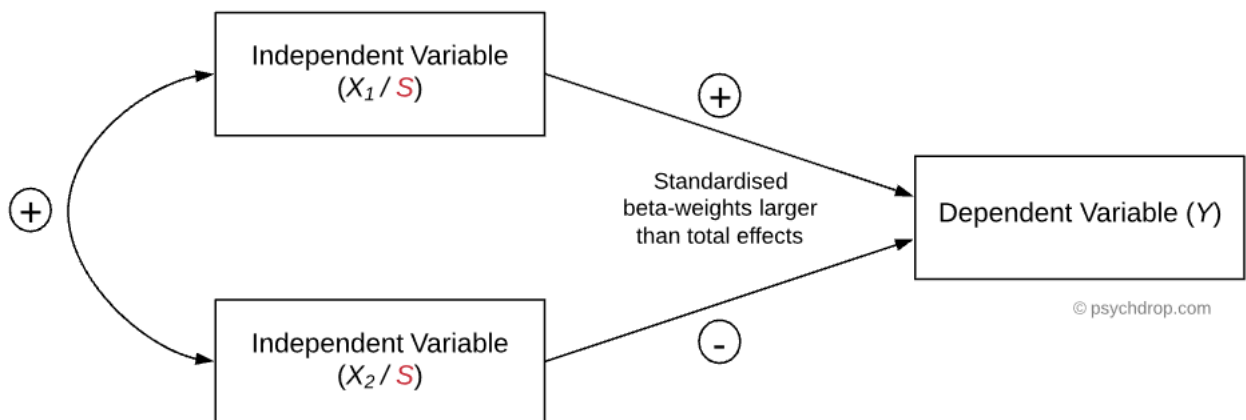 Independent Variable
(X₁ / S)
+
Standardised
beta-weights larger
than total effects
+
Dependent Variable (Y)
© psychdrop.com
Independent Variable
(X₂ / S)
-